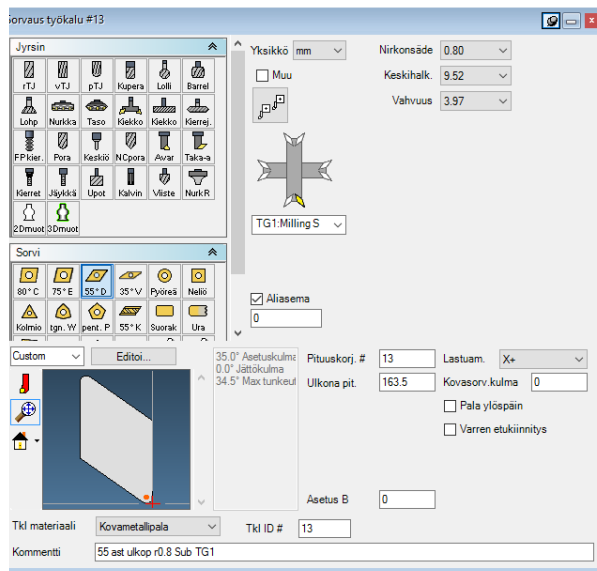 Sorvaus työkalu #13
Jyrsin
rTJ vTJ pTJ Kupera Lolli Barrel
Lohp Nurkka Taso Kiekko Kiekko Kierrej.
FPkier. Pora Keskiö NCpora Avar Taka-a
Kierret Jäykkä Upot Kalvin Viiste NurkR
2Dmuot 3Dmuot
Sorvi
80° C 75° E 55° D 35° V Pyöreä Neliö
Kolmio tgn. W pent. P 55° K Suorak Ura
Yksikkö mm
Muu
TG1:Milling S
Aliasema
0
Nirkonsäde 0.80
Keskihalk. 9.52
Vahvuus 3.97
Custom Editoi...
35.0° Asetuskulma
0.0° Jättökulma
34.5° Max tunkeut
Pituuskorj. # 13 Lastuam. X+
Ulkona pit. 163.5 Kovasorv.kulma 0
Pala ylöspäin
Varren etukiinnitys
Asetus B 0
Tkl materiaali Kovametallipala Tkl ID # 13
Kommentti 55 ast ulkop r0.8 Sub TG1